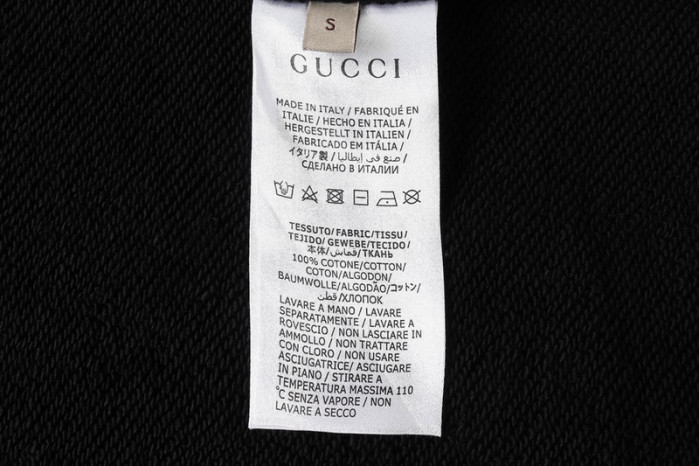 S
GUCCI
MADE IN ITALY / FABRIQUÉ EN
ITALIE / HECHO EN ITALIA /
HERGESTELLT IN ITALIEN /
FABRICADO EM ITÁLIA /
イタリア製 / صنع في إيطاليا /
СДЕЛАНО В ИТАЛИИ
TESSUTO/FABRIC/TISSU/
TEJIDO/ GEWEBE/TECIDO/
本体/قماش/ТКАНЬ
100% COTONE/COTTON/
COTON/ALGODON/
BAUMWOLLE/ALGODÃO/コットン/
قطن/ХЛОПОК
LAVARE A MANO / LAVARE
SEPARATAMENTE / LAVARE A
ROVESCIO / NON LASCIARE IN
AMMOLLO / NON TRATTARE
CON CLORO / NON USARE
ASCIUGATRICE/ ASCIUGARE
IN PIANO / STIRARE A
TEMPERATURA MASSIMA 110
°C SENZA VAPORE / NON
LAVARE A SECCO